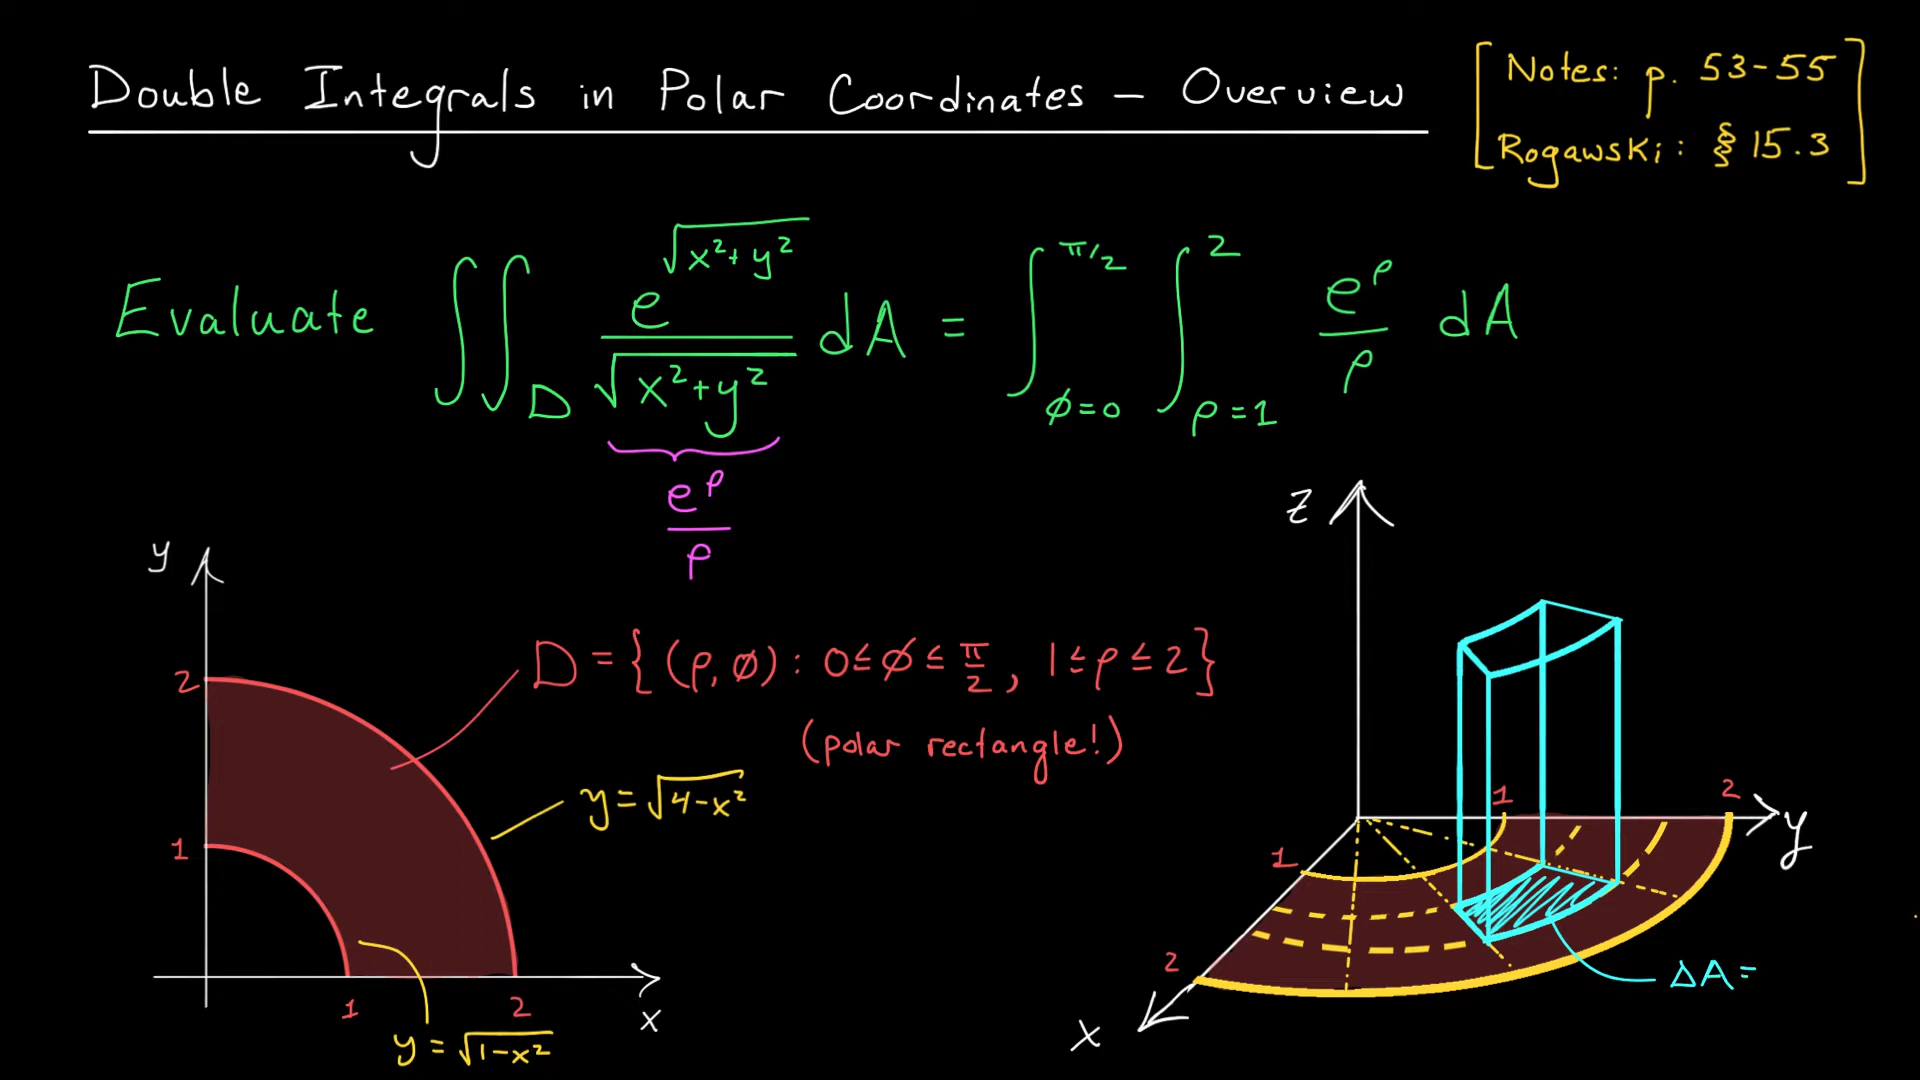 Double Integrals in Polar Coordinates – Overview
[Notes: p. 53-55
Rogawski: § 15.3]
Evaluate ∫∫_D e^√(x²+y²) / √(x²+y²) dA = ∫_{φ=0}^{π/2} ∫_{ρ=1}^{2} e^ρ / ρ dA
e^ρ / ρ
D = {(ρ,φ) : 0≤φ≤π/2, 1≤ρ≤2}
(polar rectangle!)
y
2
1
1
2
x
y = √(4-x²)
y = √(1-x²)
z
1
2
y
1
2
x
ΔA =